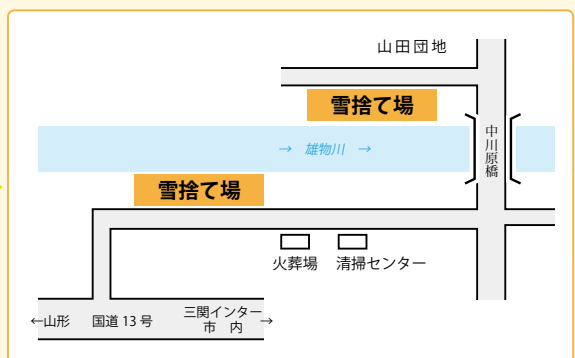 山田団地
雪捨て場
中川原橋
→ 雄物川 →
雪捨て場
火葬場
清掃センター
←山形
国道 13 号
三関インター
市 内→